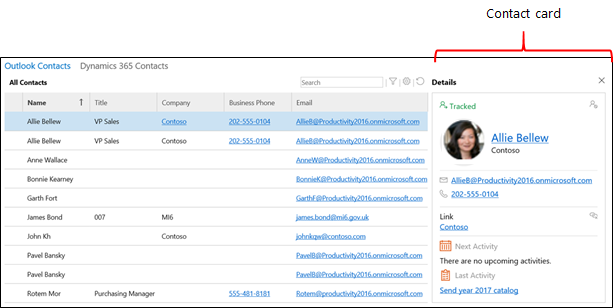 Contact card
Outlook Contacts Dynamics 365 Contacts
All Contacts Search Details
Name Title Company Business Phone Email
Allie Bellew VP Sales Contoso 202-555-0104 AllieB@Productivity2016.onmicrosoft.com
Allie Bellew VP Sales Contoso 202-555-0104 AllieB@Productivity2016.onmicrosoft.com
Anne Wallace AnneW@Productivity2016.onmicrosoft.com
Bonnie Kearney BonnieK@Productivity2016.onmicrosoft.com
Garth Fort GarthF@Productivity2016.onmicrosoft.com
James Bond 007 MI6 james.bond@mi6.gov.uk
John Kh Contoso johnkqw@contoso.com
Pavel Bansky PavelB@Productivity2016.onmicrosoft.com
Pavel Bansky PavelB@Productivity2016.onmicrosoft.com
Rotem Mor Purchasing Manager 555-481-8181 Rotem@productivity2016.onmicrosoft.com
Tracked
Allie Bellew
Contoso
AllieB@Productivity2016.onmicrosoft.com
202-555-0104
Link
Contoso
Next Activity
There are no upcoming activities.
Last Activity
Send year 2017 catalog